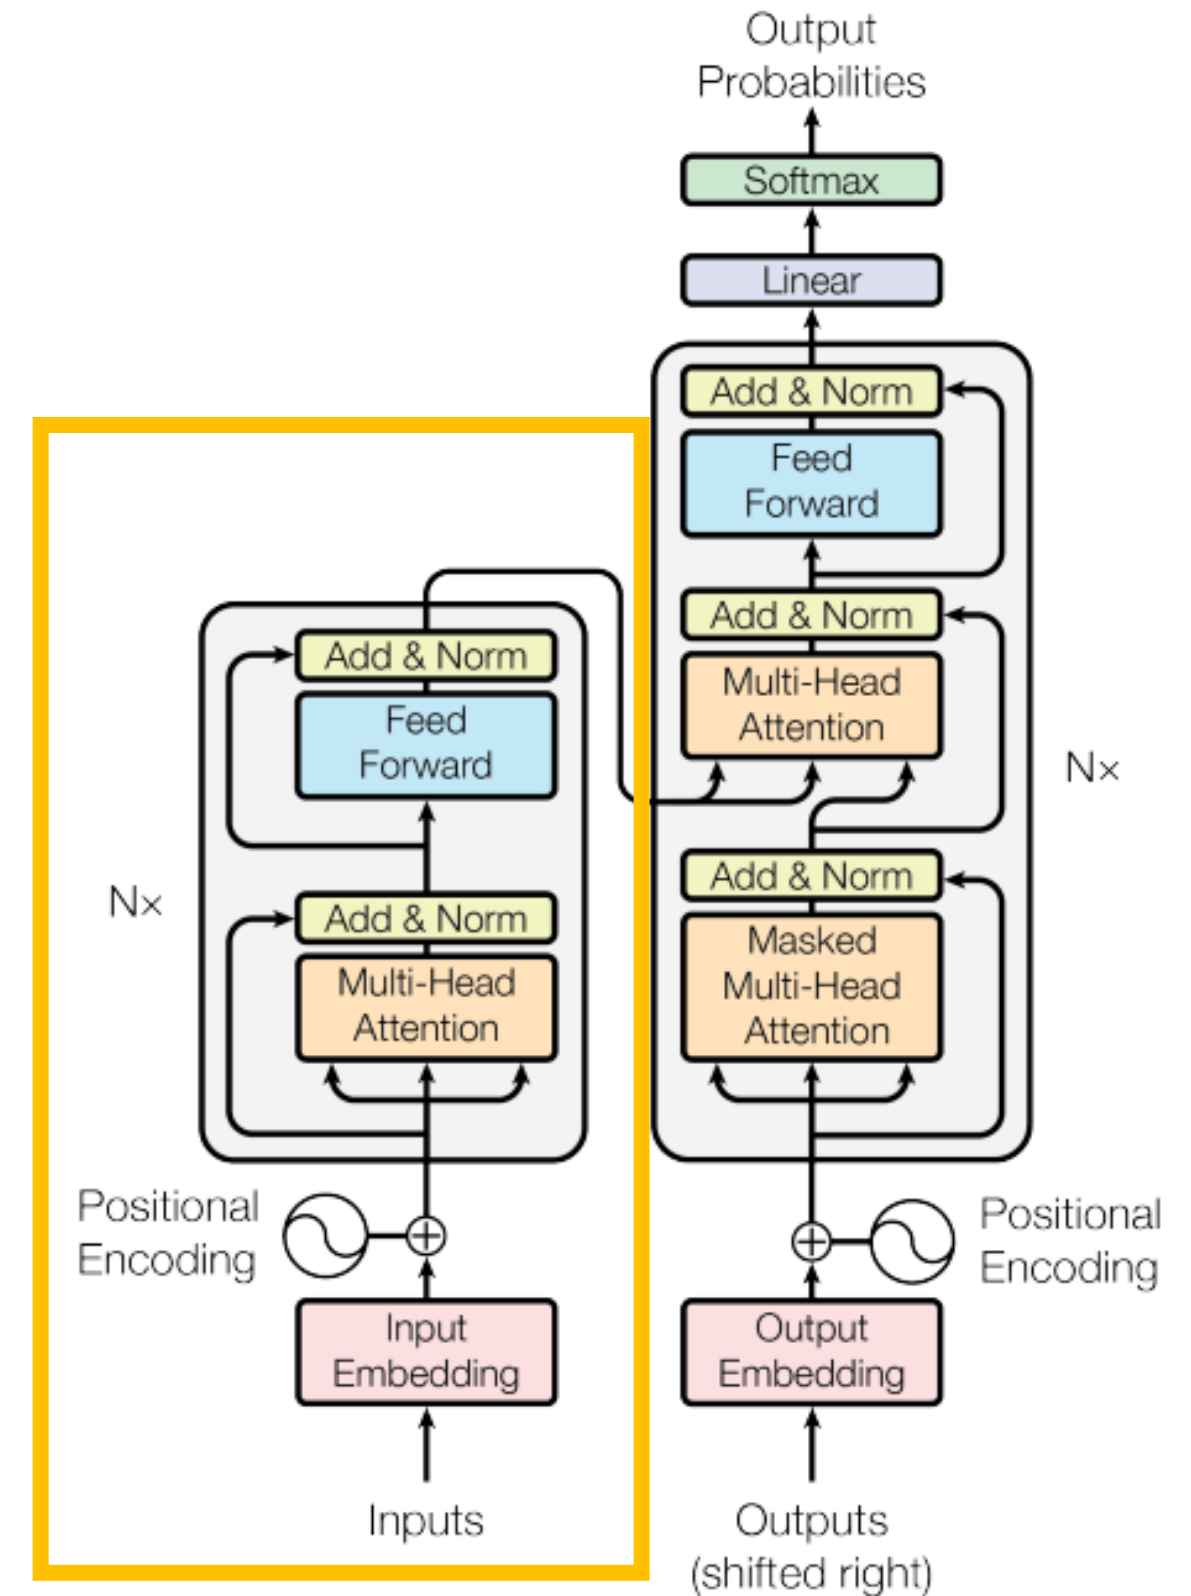 Output
Probabilities
Softmax
Linear
Add & Norm
Feed
Forward
Add & Norm
Multi-Head
Attention
Add & Norm
Masked
Multi-Head
Attention
N×
Positional
Encoding
Output
Embedding
Outputs
(shifted right)
Add & Norm
Feed
Forward
Add & Norm
Multi-Head
Attention
N×
Positional
Encoding
Input
Embedding
Inputs